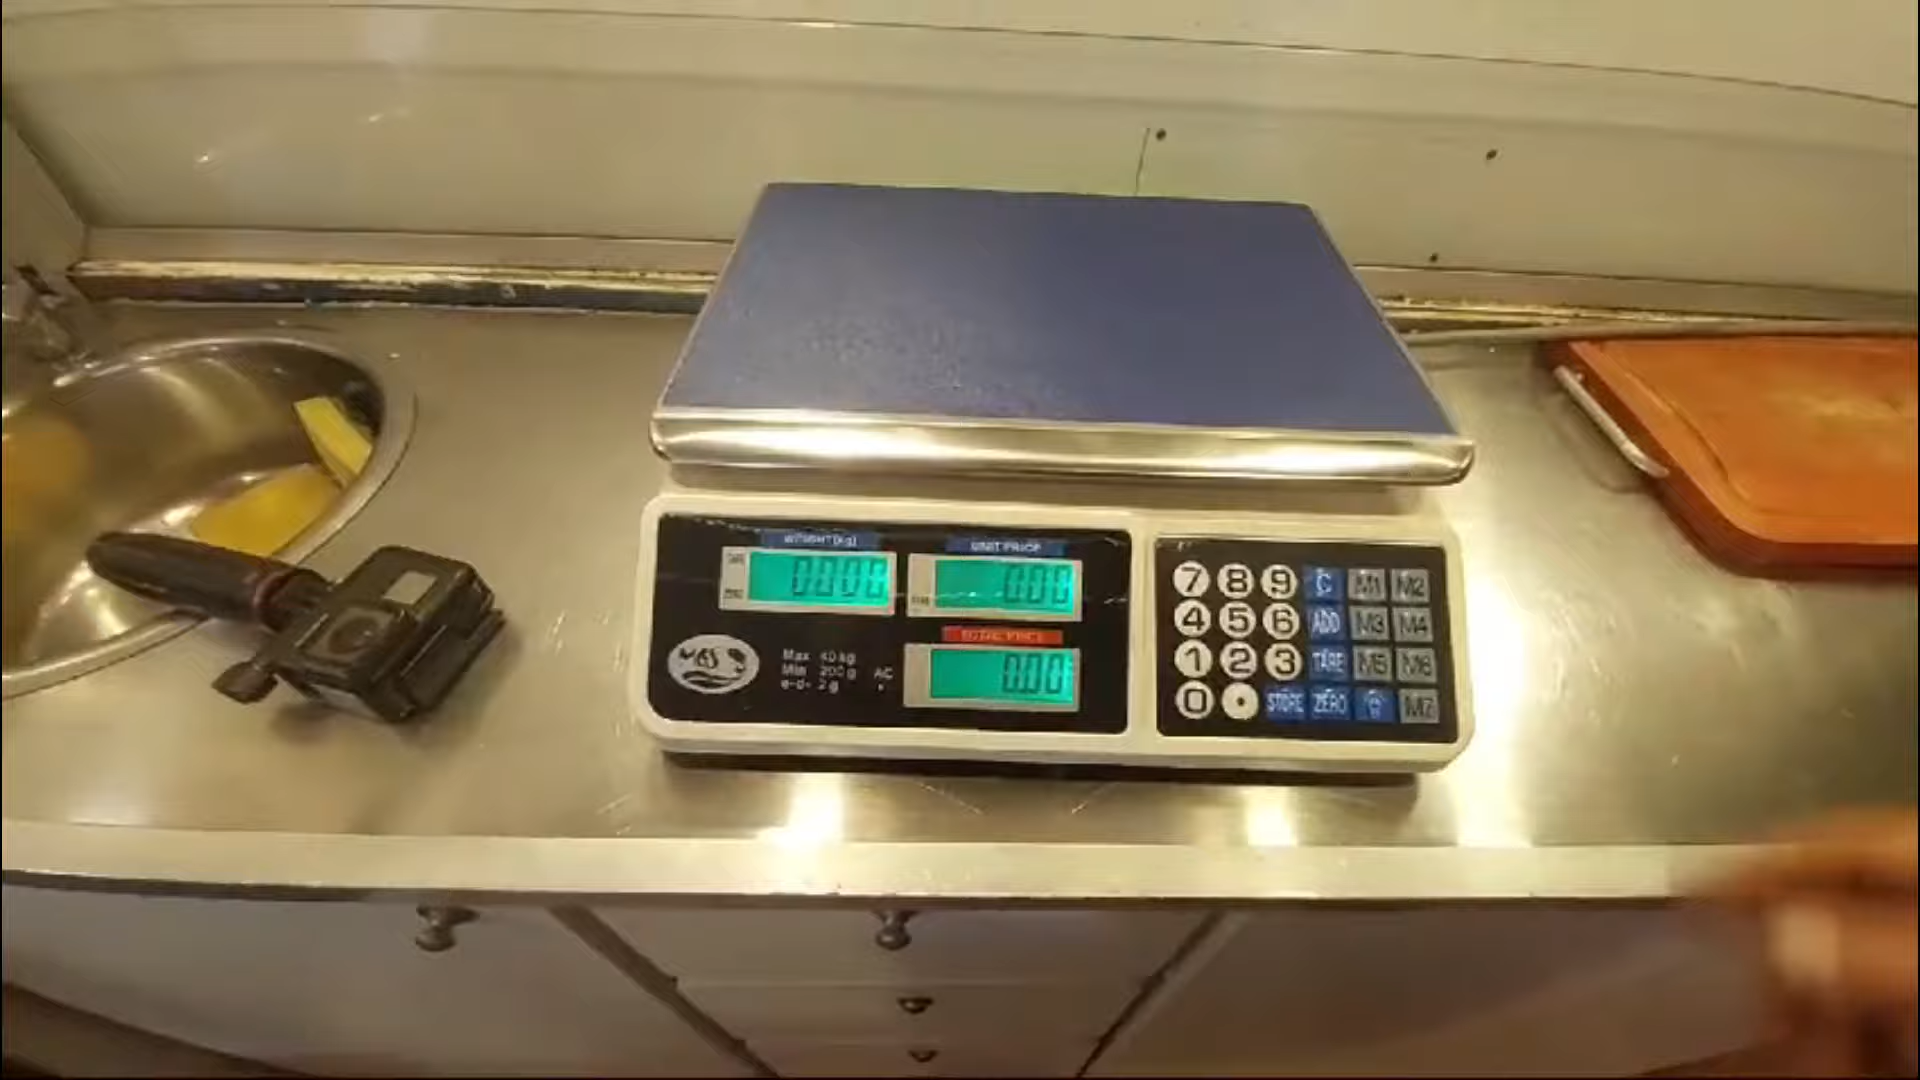 WEIGHT(kg)
UNIT PRICE
0.000
0.00
TOTAL PRICE
0.00
Max 40 kg
Min 200 g
e=d= 2 g
AC
7 8 9 C M1 M2
4 5 6 ADD M3 M4
1 2 3 TARE M5 M6
0 . STORE ZERO M7